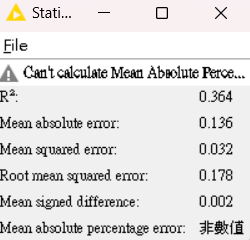 Stati...
File
Can't calculate Mean Absolute Perce...
R²: 0.364
Mean absolute error: 0.136
Mean squared error: 0.032
Root mean squared error: 0.178
Mean signed difference: 0.002
Mean absolute percentage error: 非數值